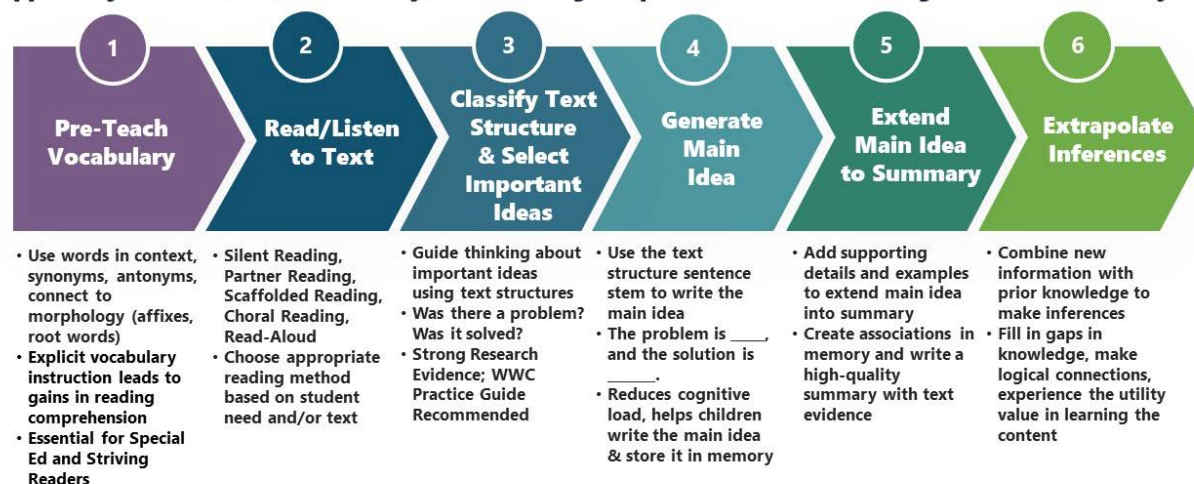 1
Pre-Teach
Vocabulary
• Use words in context,
synonyms, antonyms,
connect to
morphology (affixes,
root words)
• Explicit vocabulary
instruction leads to
gains in reading
comprehension
• Essential for Special
Ed and Striving
Readers
2
Read/Listen
to Text
• Silent Reading,
Partner Reading,
Scaffolded Reading,
Choral Reading,
Read-Aloud
• Choose appropriate
reading method
based on student
need and/or text
3
Classify Text
Structure
& Select
Important
Ideas
• Guide thinking about
important ideas
using text structures
• Was there a problem?
Was it solved?
• Strong Research
Evidence; WWC
Practice Guide
Recommended
4
Generate
Main
Idea
• Use the text
structure sentence
stem to write the
main idea
• The problem is ____,
and the solution is
_____.
• Reduces cognitive
load, helps children
write the main idea
& store it in memory
5
Extend
Main Idea
to Summary
• Add supporting
details and examples
to extend main idea
into summary
• Create associations in
memory and write a
high-quality
summary with text
evidence
6
Extrapolate
Inferences
• Combine new
information with
prior knowledge to
make inferences
• Fill in gaps in
knowledge, make
logical connections,
experience the utility
value in learning the
content